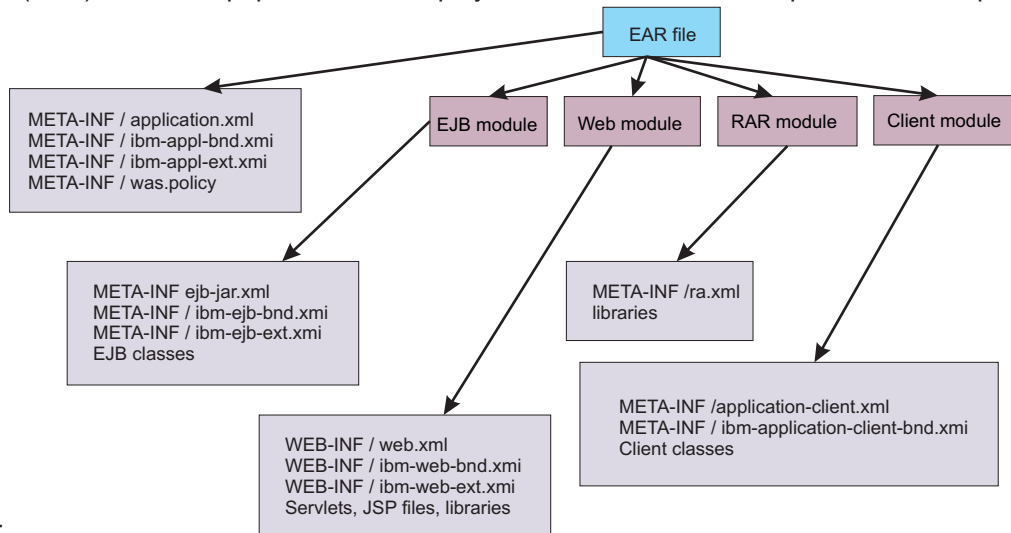 EAR file
META-INF / application.xml
META-INF / ibm-appl-bnd.xmi
META-INF / ibm-appl-ext.xmi
META-INF / was.policy
EJB module
Web module
RAR module
Client module
META-INF ejb-jar.xml
META-INF / ibm-ejb-bnd.xmi
META-INF / ibm-ejb-ext.xmi
EJB classes
META-INF /ra.xml
libraries
META-INF /application-client.xml
META-INF / ibm-application-client-bnd.xmi
Client classes
WEB-INF / web.xml
WEB-INF / ibm-web-bnd.xmi
WEB-INF / ibm-web-ext.xmi
Servlets, JSP files, libraries
.